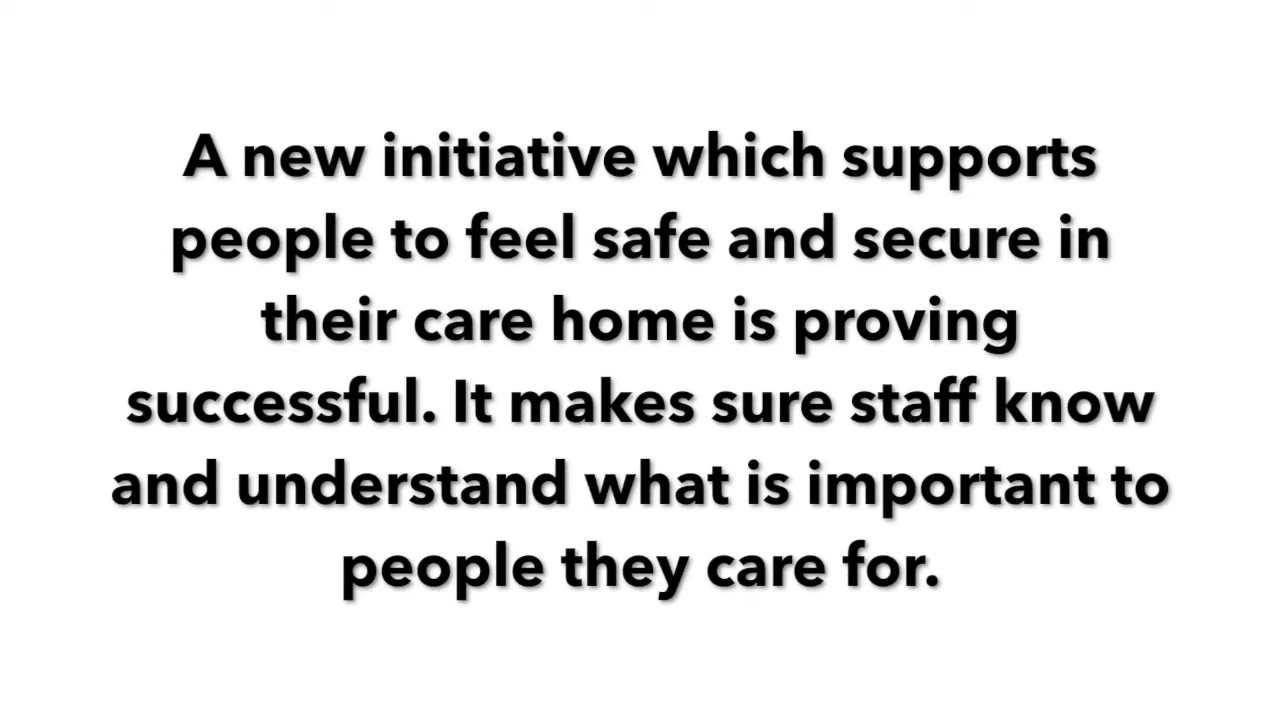 A new initiative which supports
people to feel safe and secure in
their care home is proving
successful. It makes sure staff know
and understand what is important to
people they care for.